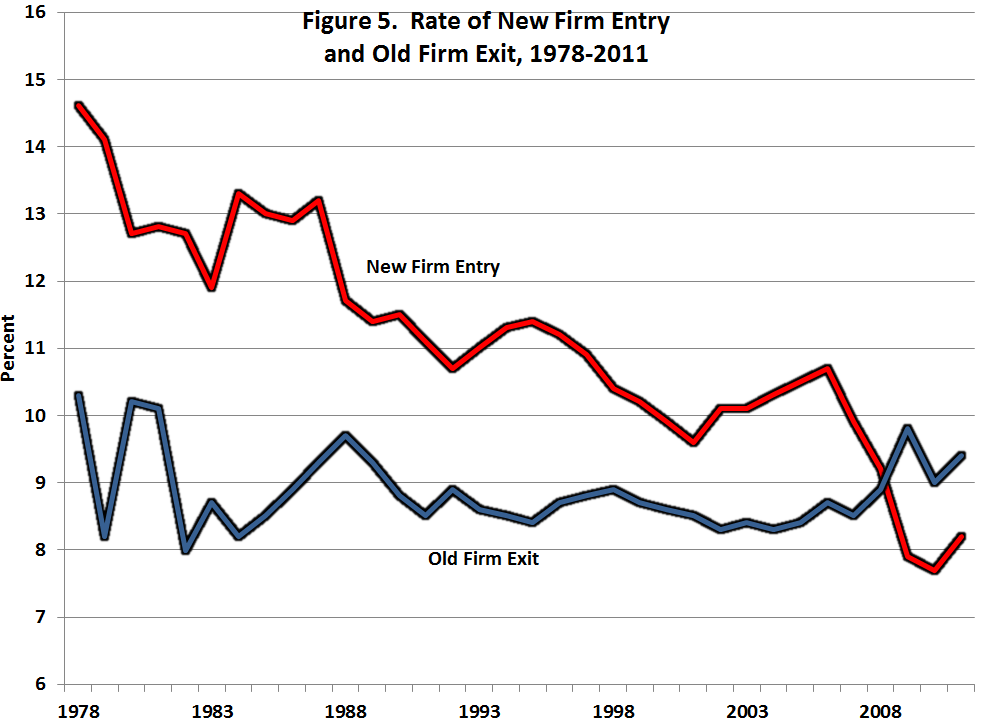 Figure 5.  Rate of New Firm Entry
and Old Firm Exit, 1978-2011
Percent
16
15
14
13
12
11
10
9
8
7
6
New Firm Entry
Old Firm Exit
1978 1983 1988 1993 1998 2003 2008